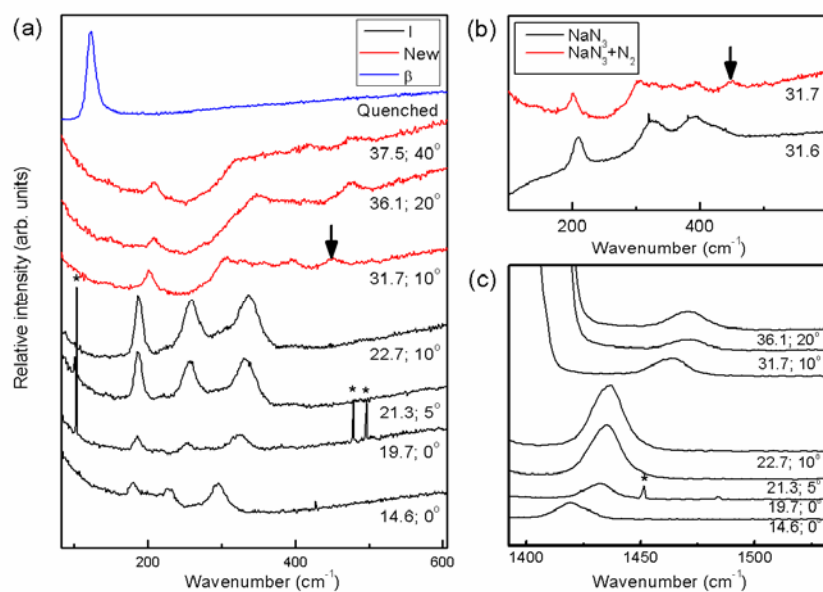 (a)
I
New
β
Quenched
37.5; 40°
36.1; 20°
31.7; 10°
*
22.7; 10°
21.3; 5°
* *
19.7; 0°
14.6; 0°
200 400 600
Wavenumber (cm⁻¹)
Relative intensity (arb. units)
(b)
NaN₃
NaN₃+N₂
31.7
31.6
200 400
Wavenumber (cm⁻¹)
(c)
36.1; 20°
31.7; 10°
22.7; 10°
21.3; 5°
*
19.7; 0°
14.6; 0°
1400 1450 1500
Wavenumber (cm⁻¹)